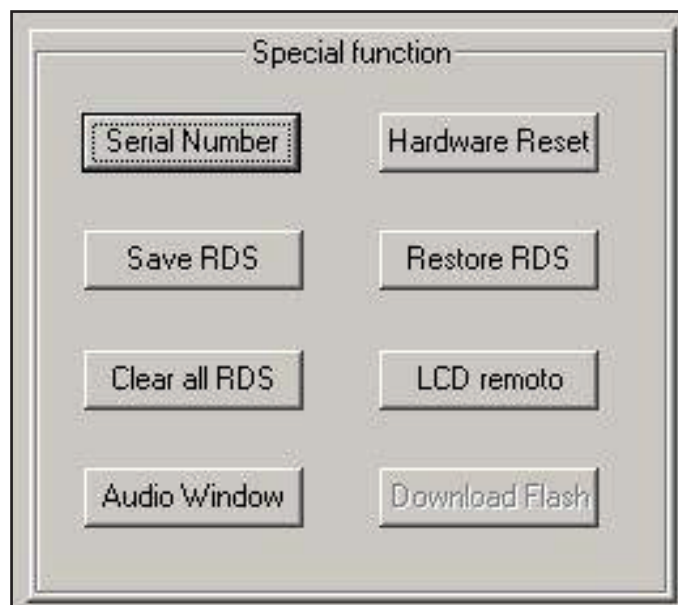 Special function
Serial Number
Hardware Reset
Save RDS
Restore RDS
Clear all RDS
LCD remoto
Audio Window
Download Flash